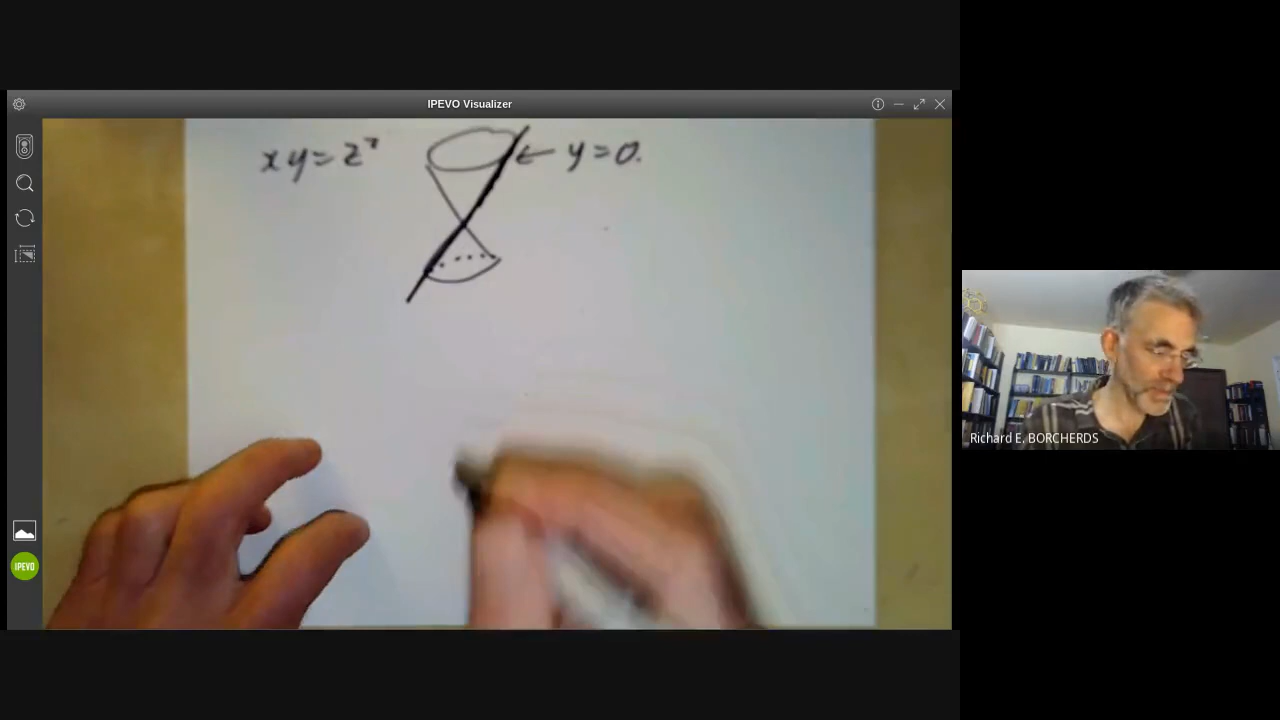 IPEVO Visualizer
xy=z² ← y=0.
IPEVO
Richard E. BORCHERDS